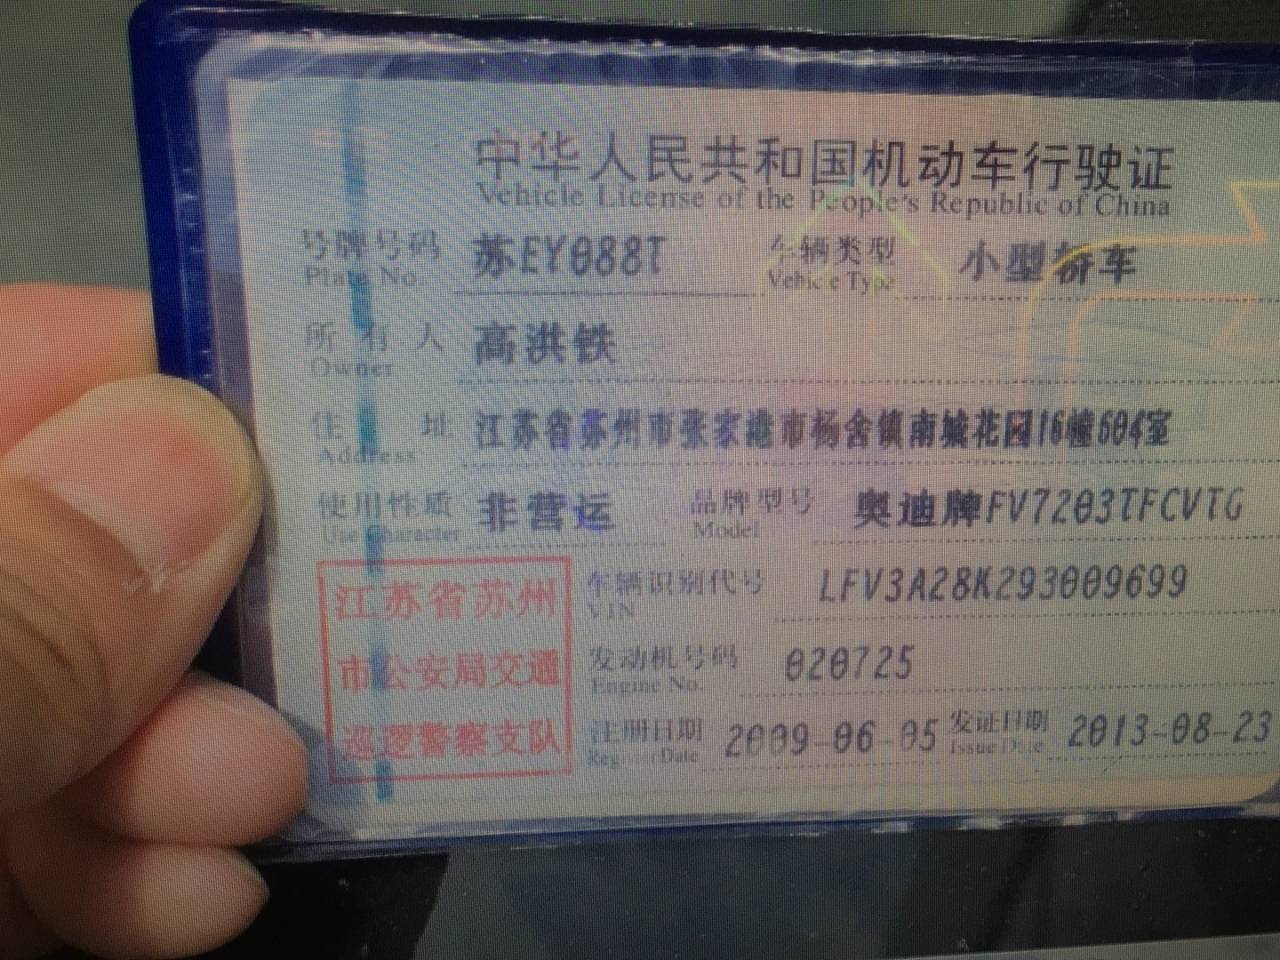 中华人民共和国机动车行驶证
Vehicle License of the People's Republic of China
号牌号码 苏EY088T 车辆类型 小型轿车
Plate No. Vehicle Type
所有人 高洪铁
Owner
住址 江苏省苏州市张家港市杨舍镇南城花园16幢604室
Address
使用性质 非营运 品牌型号 奥迪牌FV7203TFCVTG
Use Character Model
江苏省苏州
市公安局交通
巡逻警察支队
车辆识别代号 LFV3A28K293009699
VIN
发动机号码 020725
Engine No.
注册日期 2009-06-05 发证日期 2013-08-23
Register Date Issue Date